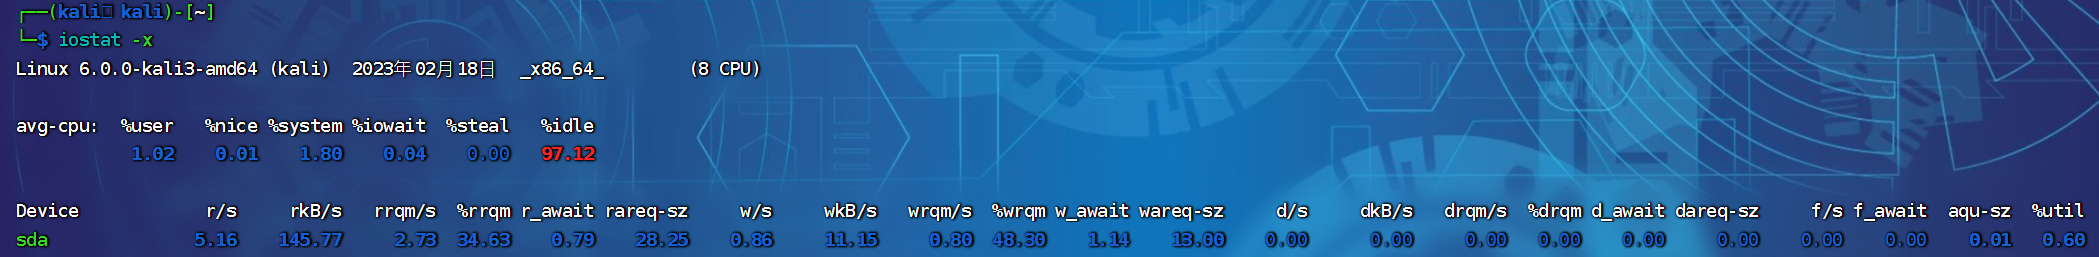 ┌──(kali㉿kali)-[~]
└─$ iostat -x
Linux 6.0.0-kali3-amd64 (kali) 2023年02月18日 _x86_64_ (8 CPU)
avg-cpu: %user %nice %system %iowait %steal %idle
1.02 0.01 1.80 0.04 0.00 97.12
Device r/s rkB/s rrqm/s %rrqm r_await rareq-sz w/s wkB/s wrqm/s %wrqm w_await wareq-sz d/s dkB/s drqm/s %drqm d_await dareq-sz f/s f_await aqu-sz %util
sda 5.16 145.77 2.73 34.63 0.79 28.25 0.86 11.15 0.80 48.30 1.14 13.00 0.00 0.00 0.00 0.00 0.00 0.00 0.00 0.00 0.01 0.60